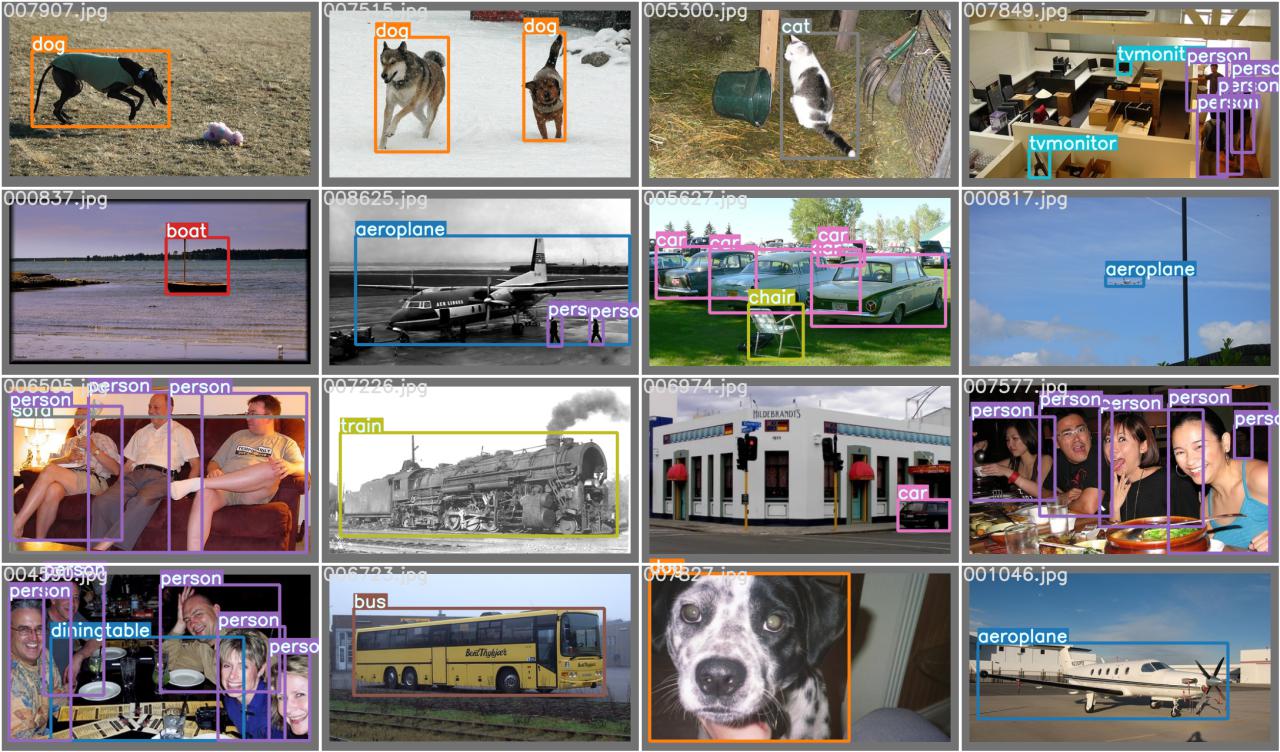 007907.jpg
dog
007515.jpg
dog
dog
005300.jpg
cat
007849.jpg
tvmonit
person
person
person
tvmonitor
000837.jpg
boat
008625.jpg
aeroplane
AER LINGUS
pers
perso
005627.jpg
car
car
car
chair
000817.jpg
aeroplane
006505.jpg
person
person
person
sofa
007226.jpg
train
006974.jpg
HILDEBRANDT'S
car
007577.jpg
person
person
person
person
perso
004590.jpg
person
person
person
diningtable
person
perso
006723.jpg
bus
007827.jpg
dog
001046.jpg
aeroplane